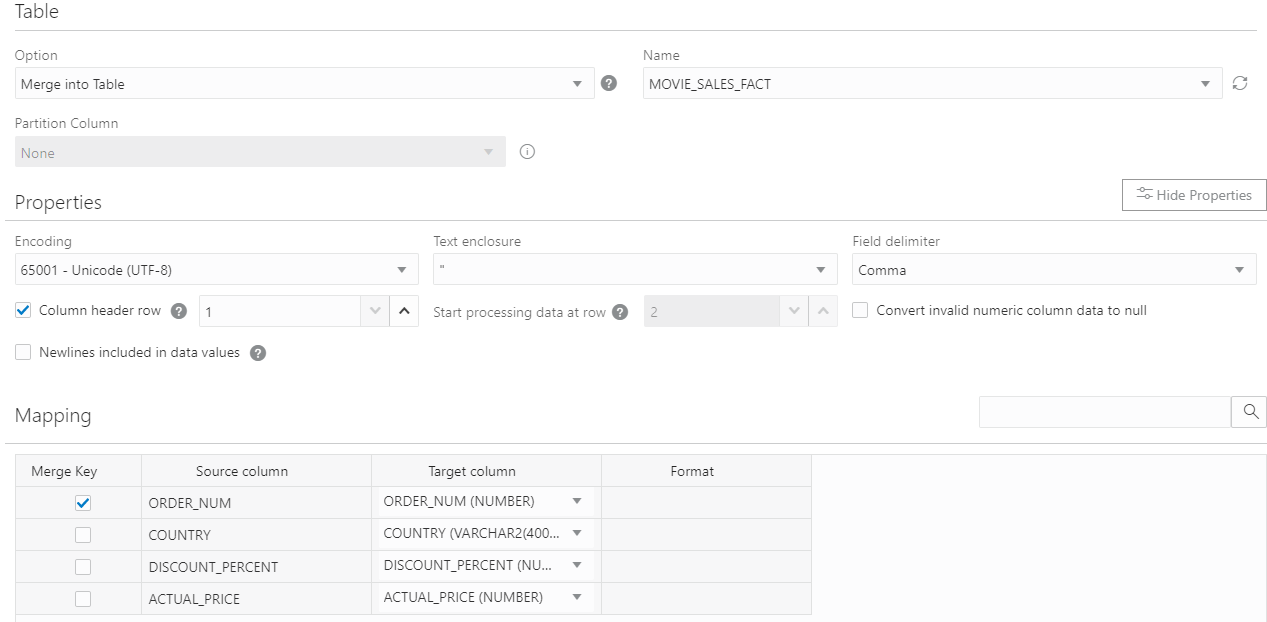 Table
Option
Name
Merge into Table
?
MOVIE_SALES_FACT
Partition Column
None
Properties
Hide Properties
Encoding
Text enclosure
Field delimiter
65001 - Unicode (UTF-8)
"
Comma
Column header row ? 1
Start processing data at row ? 2
Convert invalid numeric column data to null
Newlines included in data values ?
Mapping
Merge Key Source column Target column Format
ORDER_NUM ORDER_NUM (NUMBER)
COUNTRY COUNTRY (VARCHAR2(400...
DISCOUNT_PERCENT DISCOUNT_PERCENT (NU...
ACTUAL_PRICE ACTUAL_PRICE (NUMBER)